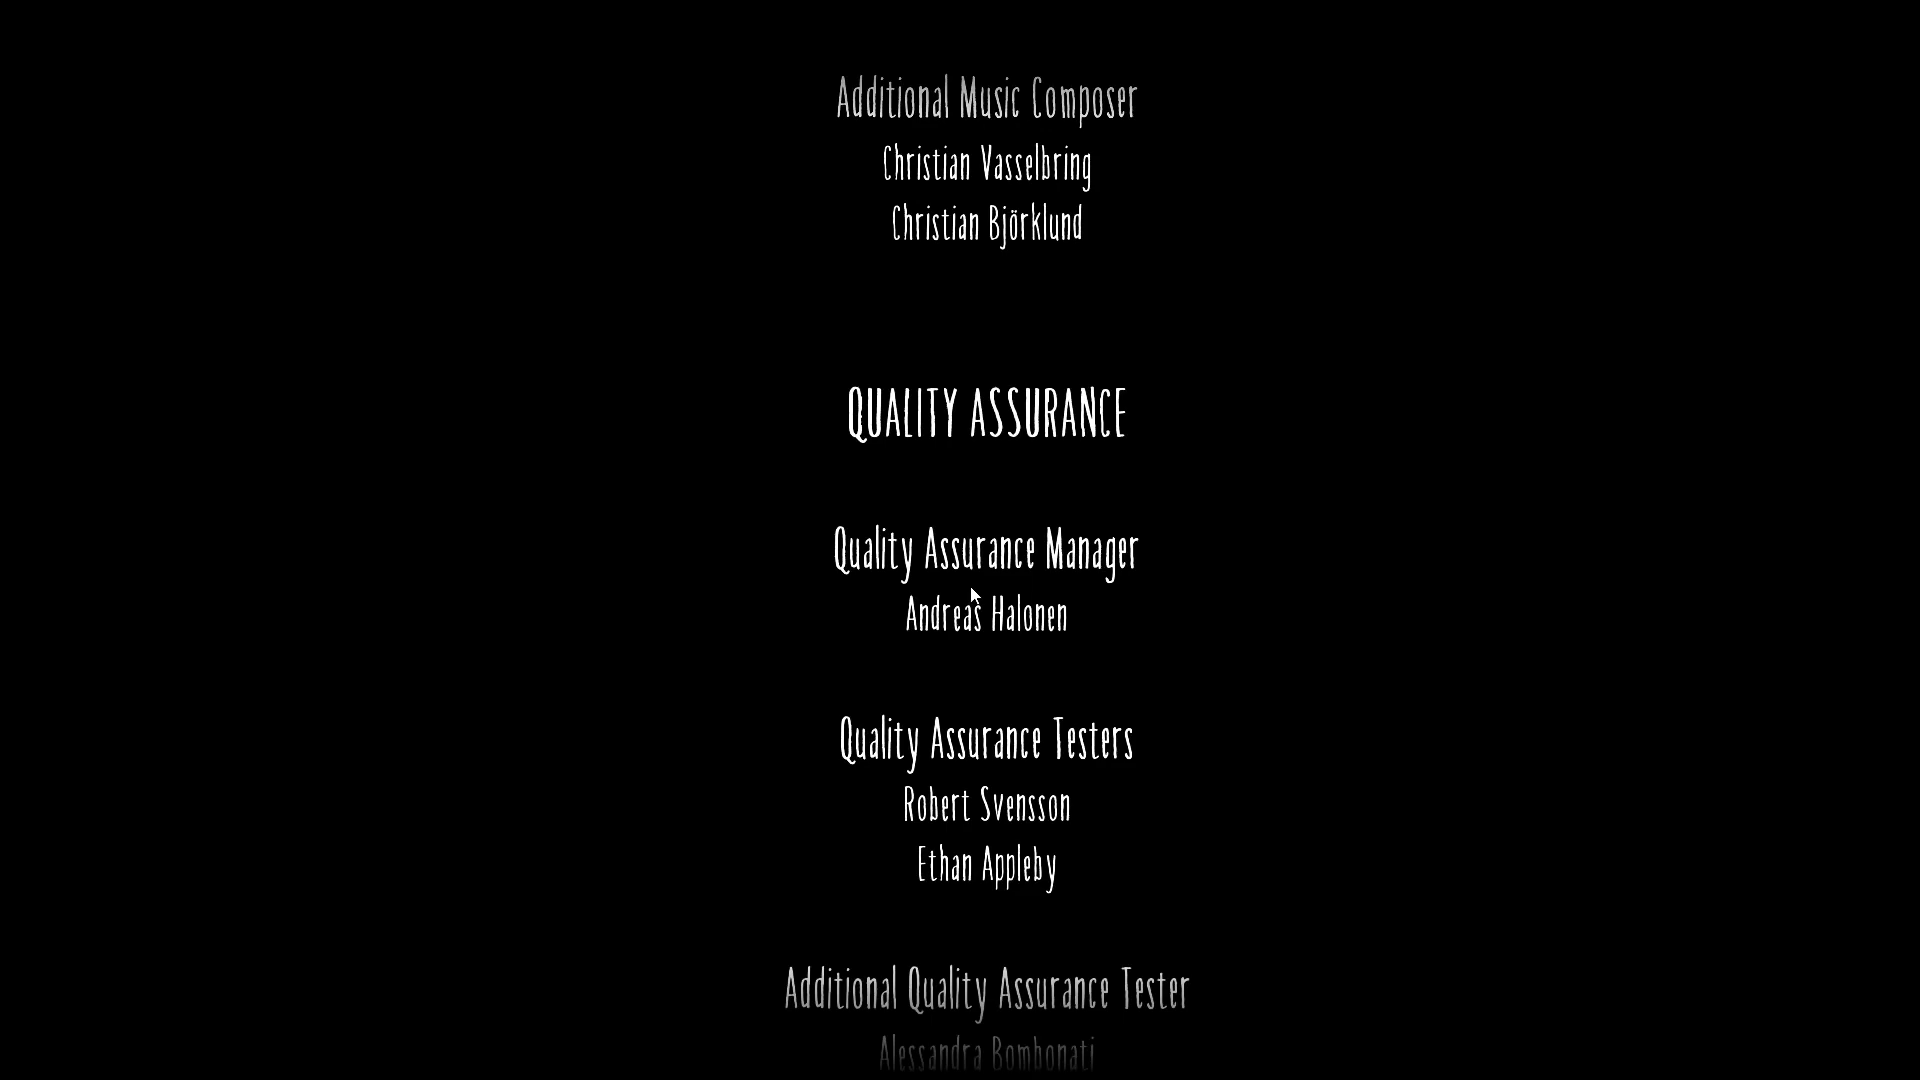 Additional Music Composer
Christian Vasselbring
Christian Björklund
QUALITY ASSURANCE
Quality Assurance Manager
Andreas Halonen
Quality Assurance Testers
Robert Svensson
Ethan Appleby
Additional Quality Assurance Tester
Alessandra Bombonati